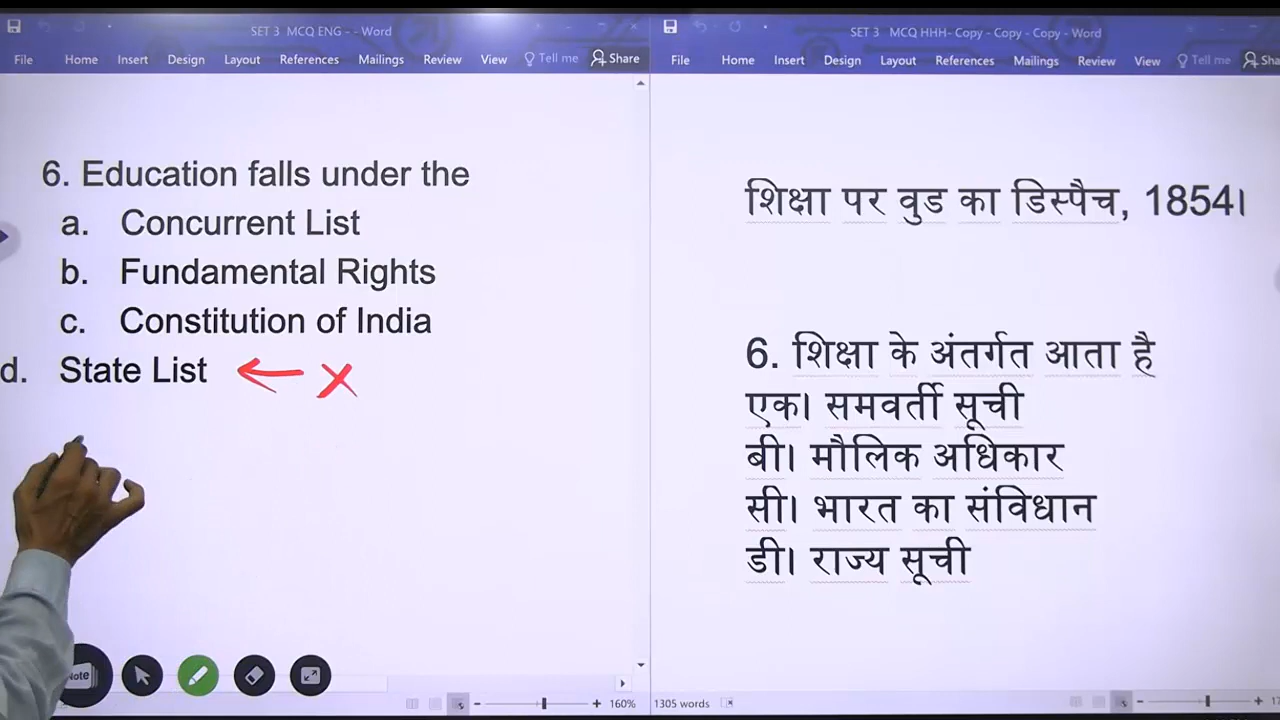 SET 3 MCQ ENG - - Word
File Home Insert Design Layout References Mailings Review View Tell me Share
6. Education falls under the
a. Concurrent List
b. Fundamental Rights
c. Constitution of India
d. State List
Note
160%
SET 3 MCQ HHH- Copy - Copy - Copy - Word
File Home Insert Design Layout References Mailings Review View Tell me Sha
शिक्षा पर वुड का डिस्पैच, 1854।
6. शिक्षा के अंतर्गत आता है
एक। समवर्ती सूची
बी। मौलिक अधिकार
सी। भारत का संविधान
डी। राज्य सूची
1305 words